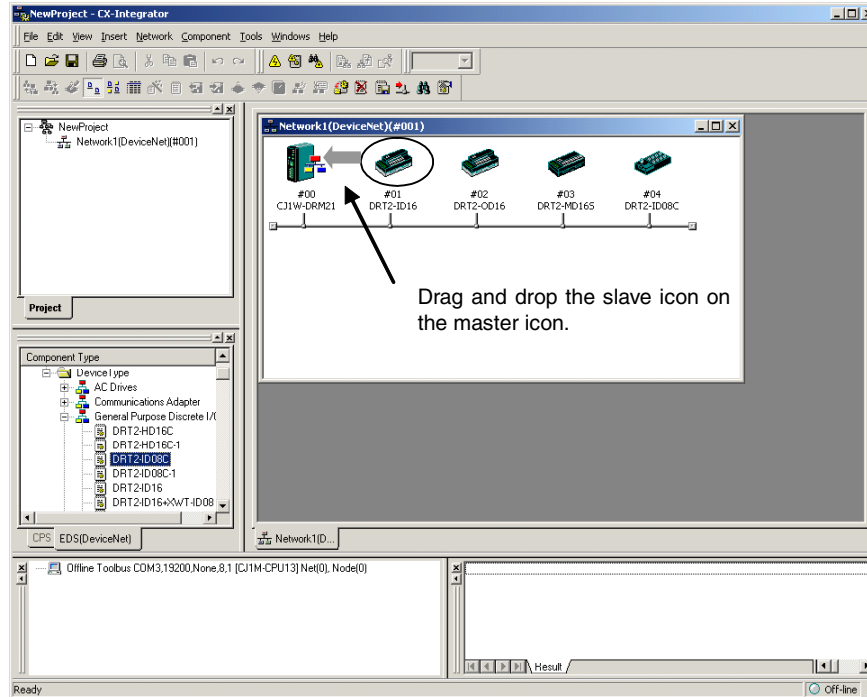 NewProject - CX-Integrator
File Edit View Insert Network Component Tools Windows Help
NewProject
Network1(DeviceNet)(#001)
Project
Network1(DeviceNet)(#001)
#00
CJ1W-DRM21
#01
DRT2-ID16
#02
DRT2-OD16
#03
DRT2-MD16S
#04
DRT2-ID08C
Drag and drop the slave icon on
the master icon.
Component Type
DeviceType
AC Drives
Communications Adapter
General Purpose Discrete I/O
DRT2-HD16C
DRT2-HD16C-1
DRT2-ID08C
DRT2-ID08C-1
DRT2-ID16
DRT2-ID16+XWT-ID08
CPS EDS(DeviceNet)
Network1(D...
Offline Toolbus COM3,19200,None,8,1 [CJ1M-CPU13] Net(0), Node(0)
Result
Ready
Off-line